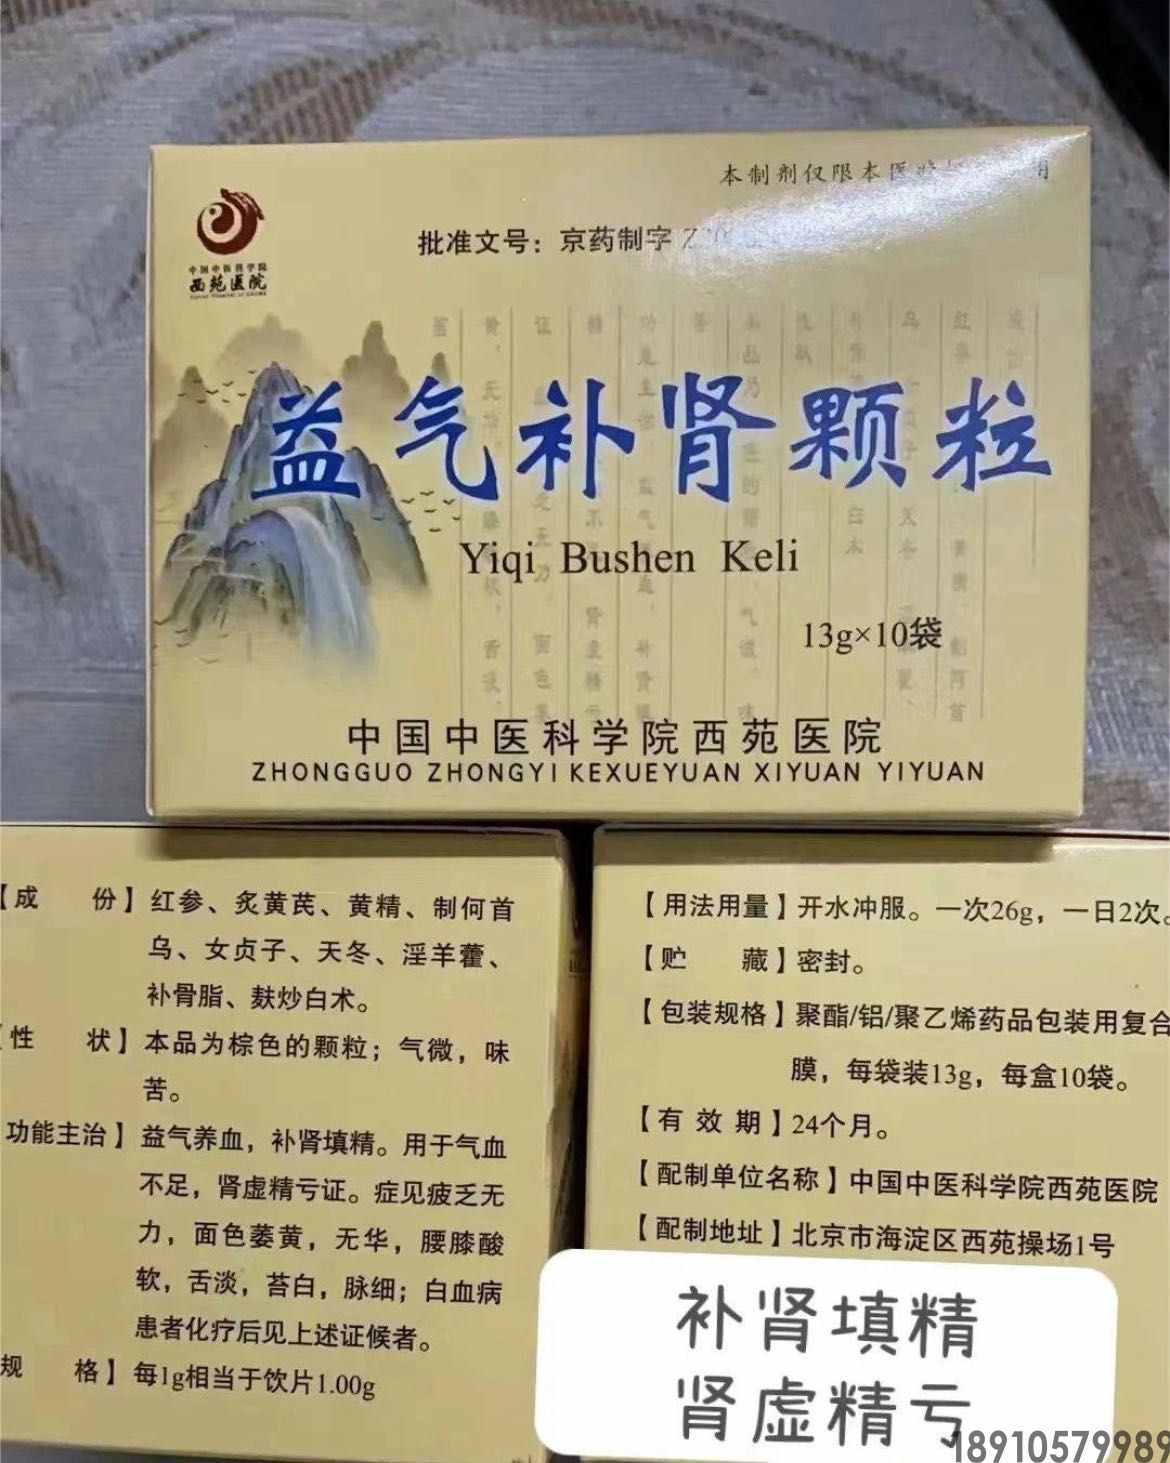 本制剂仅限本医
批准文号：京药制字
中国中医科学院
西苑医院
益气补肾颗粒
Yiqi Bushen Keli
13g×10袋
中国中医科学院西苑医院
ZHONGGUO ZHONGYI KEXUEYUAN XIYUAN YIYUAN
【成 份】红参、炙黄芪、黄精、制何首
乌、女贞子、天冬、淫羊藿、
补骨脂、麸炒白术。
【性 状】本品为棕色的颗粒；气微，味
苦。
功能主治】益气养血，补肾填精。用于气血
不足，肾虚精亏证。症见疲乏无
力，面色萎黄，无华，腰膝酸
软，舌淡，苔白，脉细；白血病
患者化疗后见上述证候者。
规 格】每1g相当于饮片1.00g
【用法用量】开水冲服。一次26g，一日2次。
【贮 藏】密封。
【包装规格】聚酯/铝/聚乙烯药品包装用复合
膜，每袋装13g，每盒10袋。
【有 效 期】24个月。
【配制单位名称】中国中医科学院西苑医院
【配制地址】北京市海淀区西苑操场1号
补肾填精
肾虚精亏
18910579989